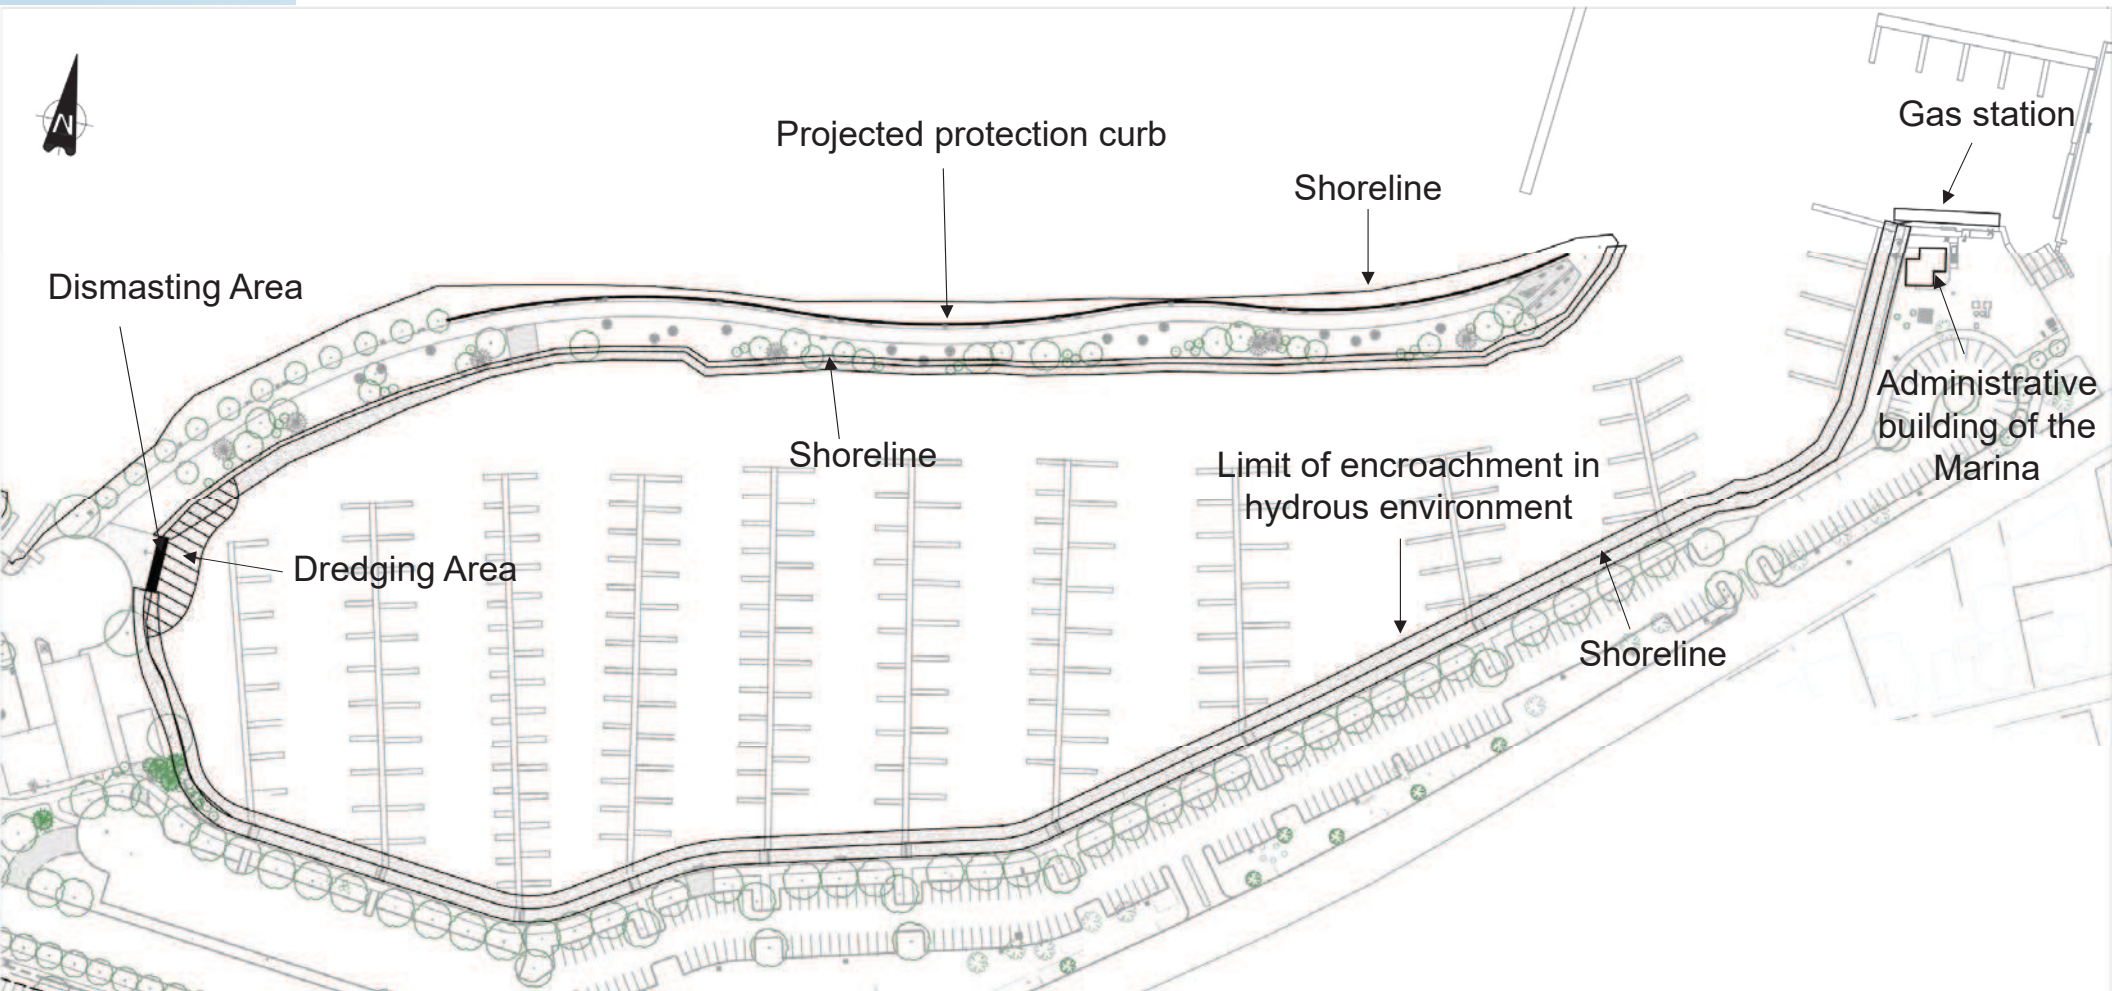 N
Projected protection curb
Gas station
Shoreline
Dismasting Area
Administrative
building of the
Marina
Shoreline
Limit of encroachment in
hydrous environment
Dredging Area
Shoreline